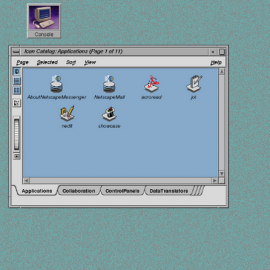 Console
Icon Catalog: Applications (Page 1 of 11)
Page Selected Sort View Help
AboutNetscapeMessenger NetscapeMail acroread jot
nedit showcase
Applications Collaboration ControlPanels DataTranslators